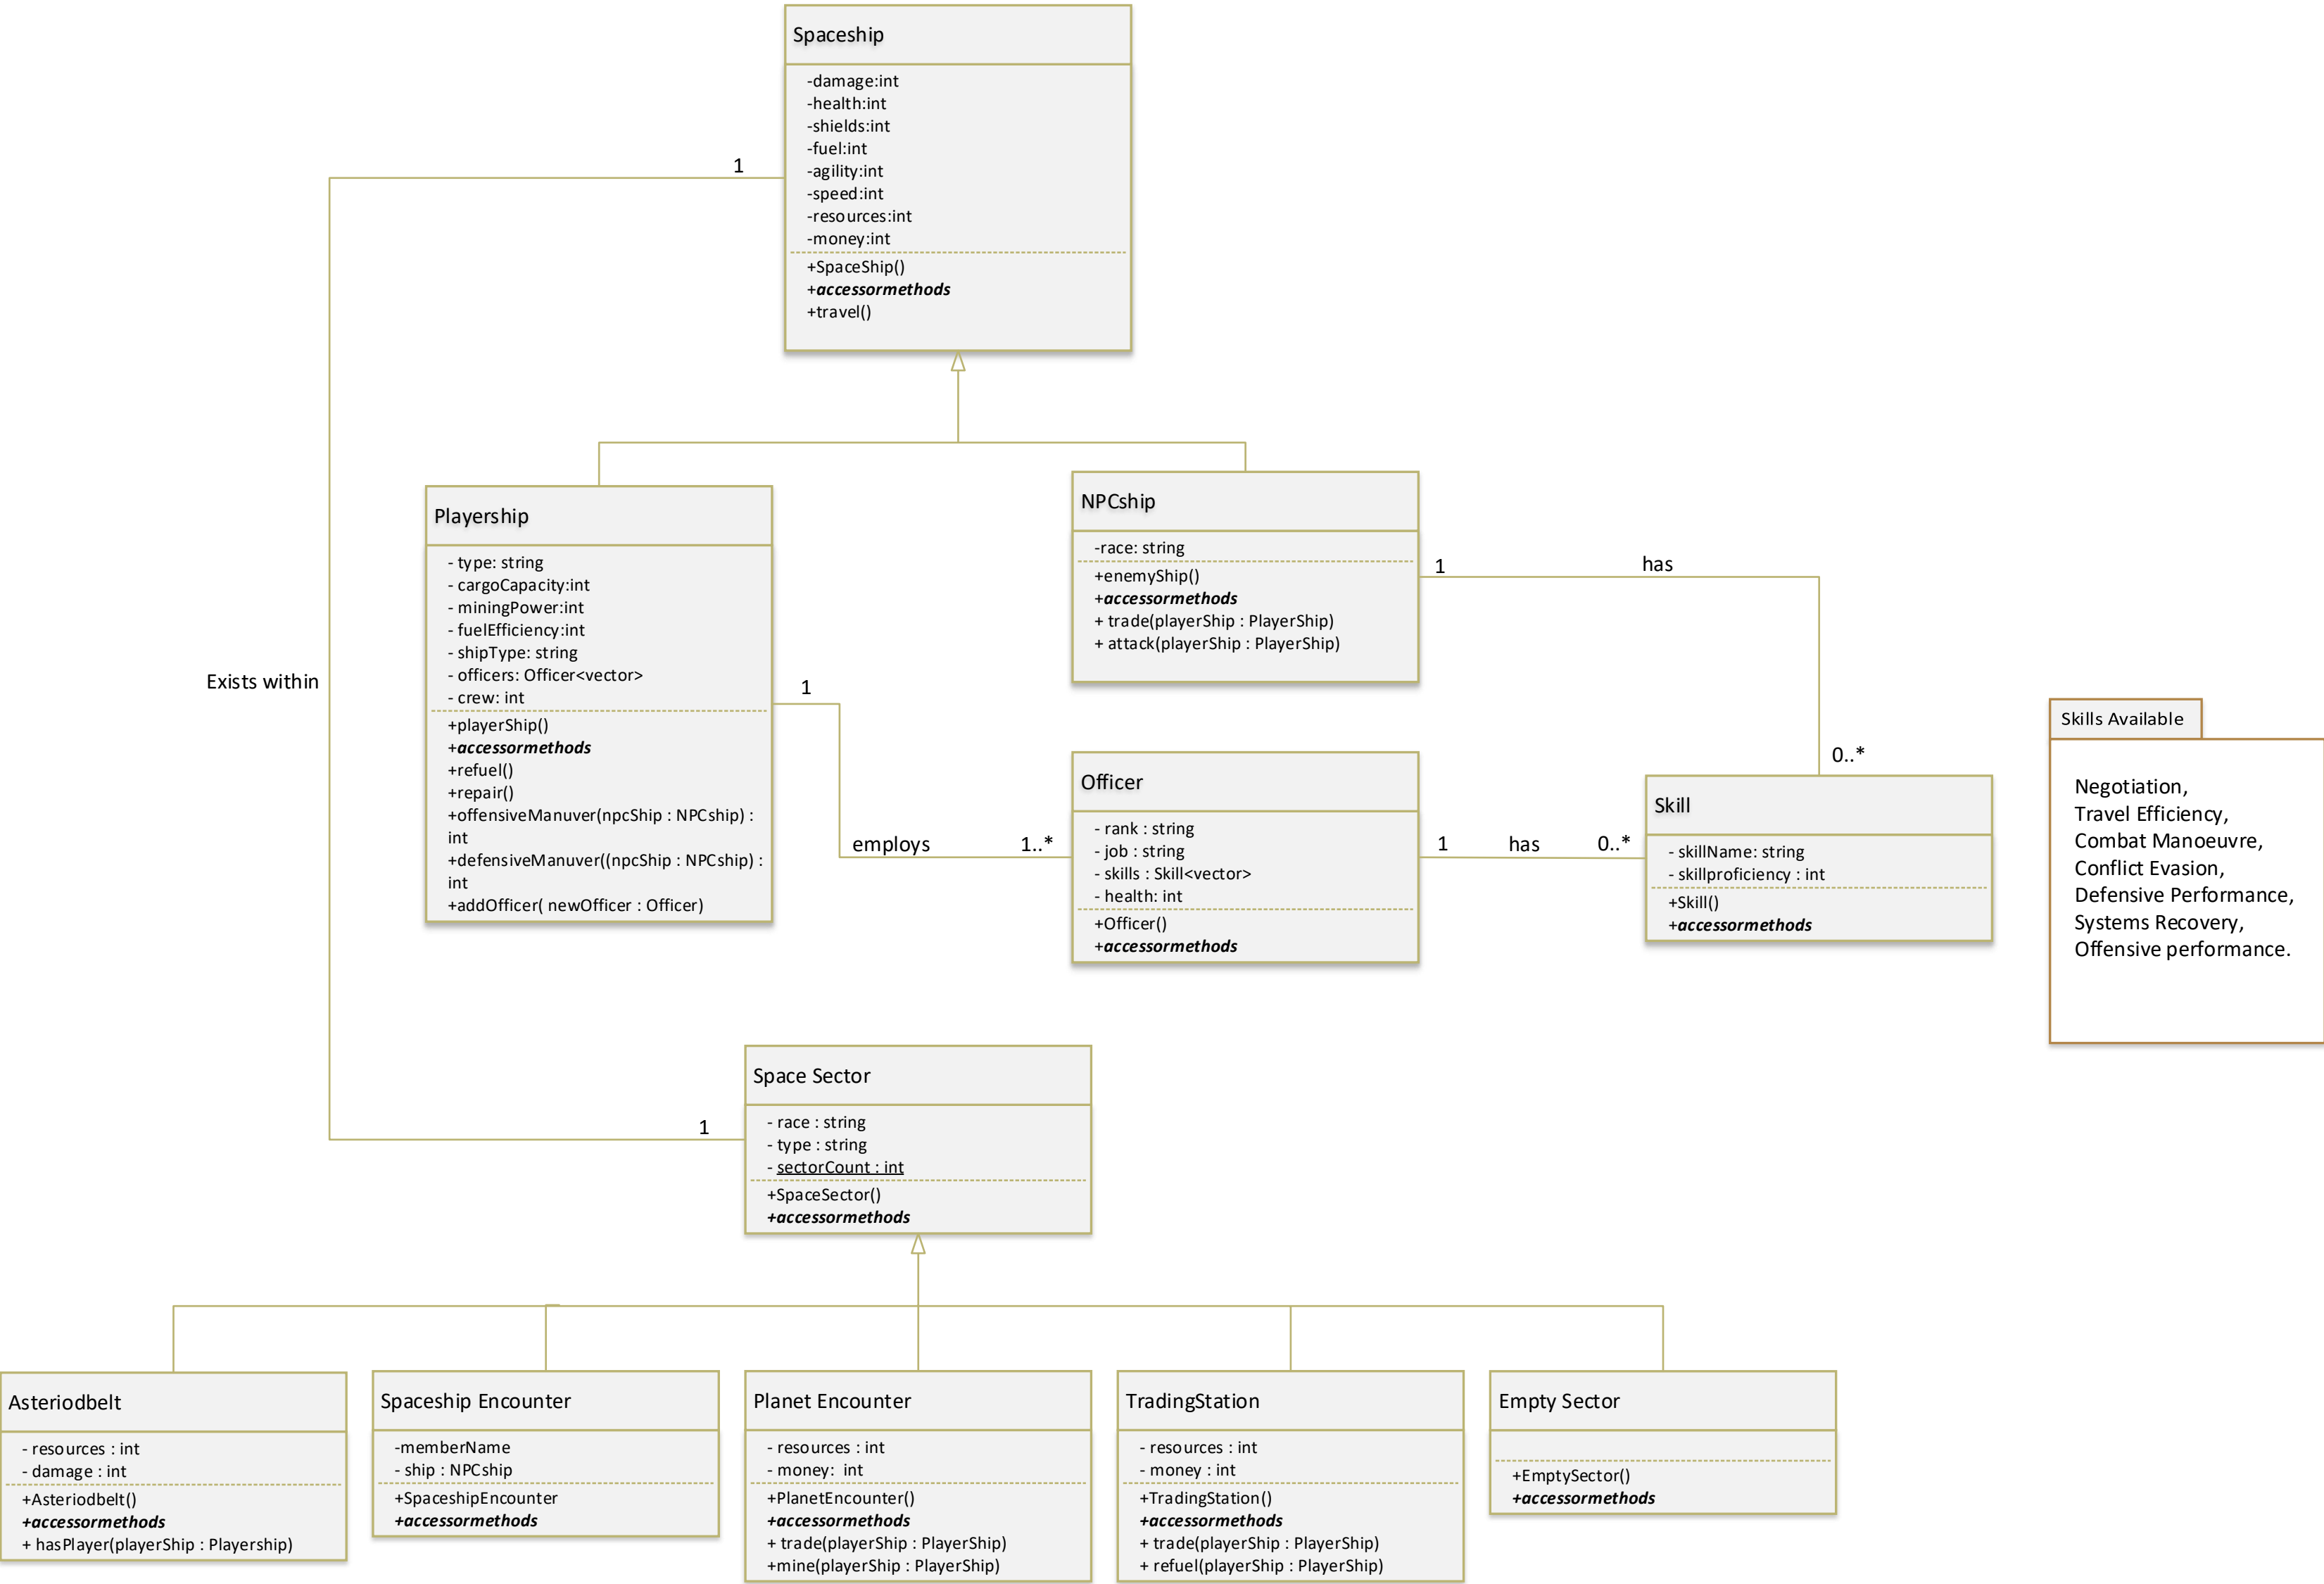 Spaceship
-damage:int
-health:int
-shields:int
-fuel:int
-agility:int
-speed:int
-resources:int
-money:int
+SpaceShip()
+accessormethods
+travel()
1
Exists within
1
Playership
- type: string
- cargoCapacity:int
- miningPower:int
- fuelEfficiency:int
- shipType: string
- officers: Officer<vector>
- crew: int
+playerShip()
+accessormethods
+refuel()
+repair()
+offensiveManuver(npcShip : NPCship) :
int
+defensiveManuver((npcShip : NPCship) :
int
+addOfficer( newOfficer : Officer)
1
employs
1..*
NPCship
-race: string
+enemyShip()
+accessormethods
+ trade(playerShip : PlayerShip)
+ attack(playerShip : PlayerShip)
1
has
0..*
Officer
- rank : string
- job : string
- skills : Skill<vector>
- health: int
+Officer()
+accessormethods
1
has
0..*
Skill
- skillName: string
- skillproficiency : int
+Skill()
+accessormethods
Skills Available
Negotiation,
Travel Efficiency,
Combat Manoeuvre,
Conflict Evasion,
Defensive Performance,
Systems Recovery,
Offensive performance.
Space Sector
- race : string
- type : string
- sectorCount : int
+SpaceSector()
+accessormethods
Asteriodbelt
- resources : int
- damage : int
+Asteriodbelt()
+accessormethods
+ hasPlayer(playerShip : Playership)
Spaceship Encounter
-memberName
- ship : NPCship
+SpaceshipEncounter
+accessormethods
Planet Encounter
- resources : int
- money: int
+PlanetEncounter()
+accessormethods
+ trade(playerShip : PlayerShip)
+mine(playerShip : PlayerShip)
TradingStation
- resources : int
- money : int
+TradingStation()
+accessormethods
+ trade(playerShip : PlayerShip)
+ refuel(playerShip : PlayerShip)
Empty Sector
+EmptySector()
+accessormethods